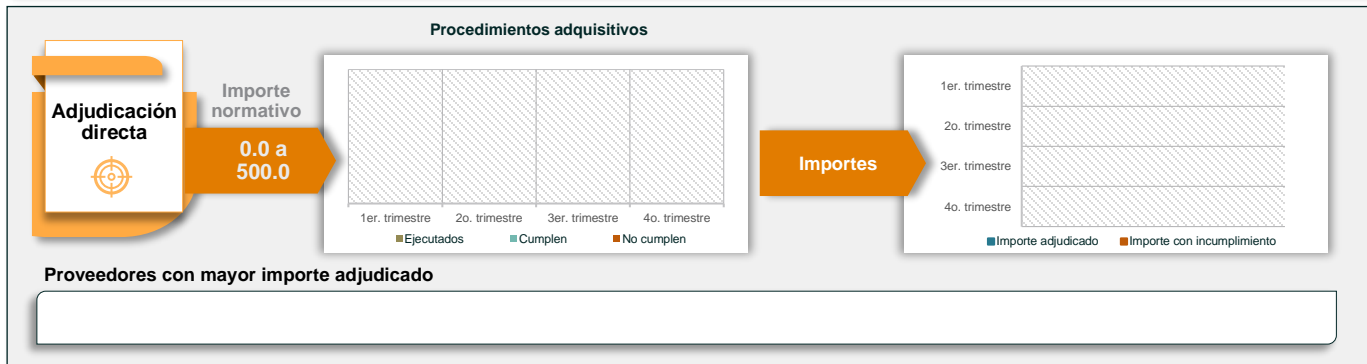 Procedimientos adquisitivos
Adjudicación
directa
Importe
normativo
0.0 a
500.0
1er. trimestre 2o. trimestre 3er. trimestre 4o. trimestre
Ejecutados Cumplen No cumplen
Importes
1er. trimestre
2o. trimestre
3er. trimestre
4o. trimestre
Importe adjudicado Importe con incumplimiento
Proveedores con mayor importe adjudicado